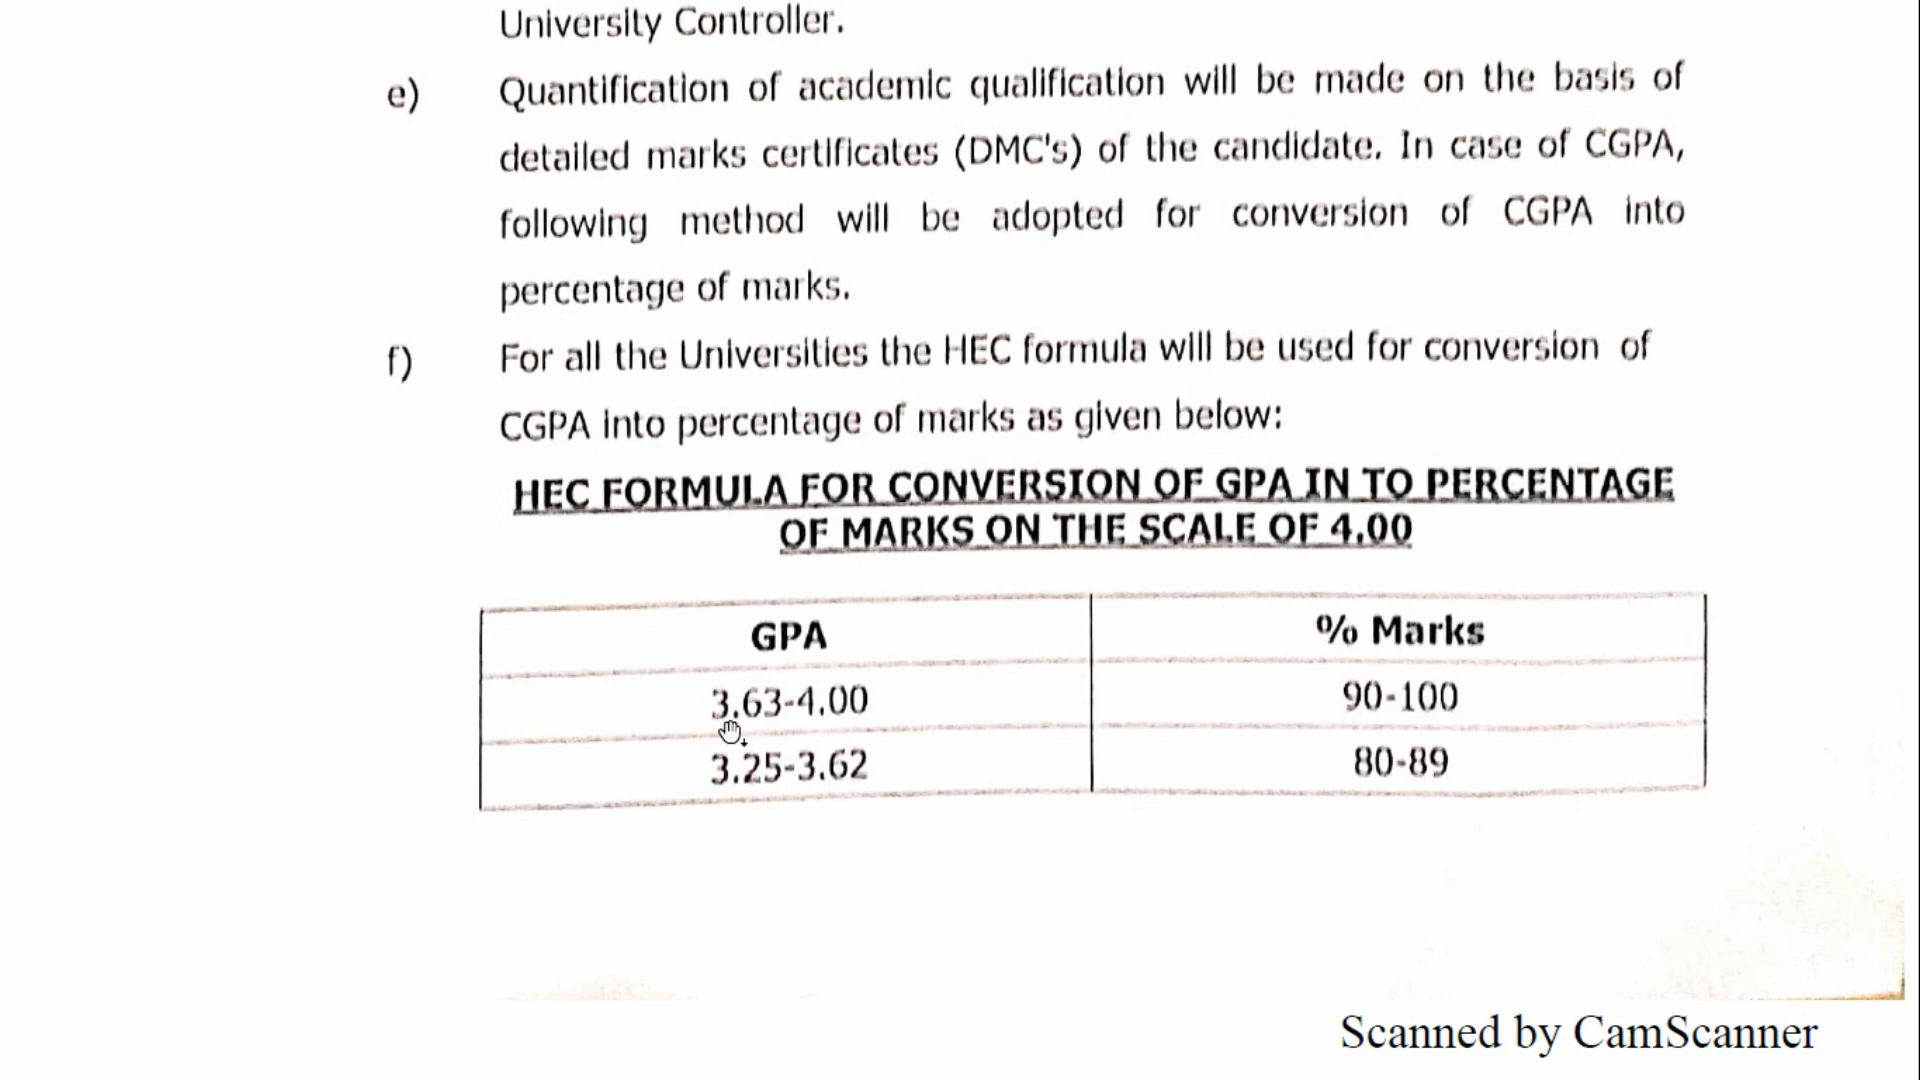 University Controller.
e) Quantification of academic qualification will be made on the basis of
detailed marks certificates (DMC's) of the candidate. In case of CGPA,
following method will be adopted for conversion of CGPA into
percentage of marks.
f) For all the Universities the HEC formula will be used for conversion of
CGPA into percentage of marks as given below:
HEC FORMULA FOR CONVERSION OF GPA IN TO PERCENTAGE
OF MARKS ON THE SCALE OF 4.00
GPA % Marks
3.63-4.00 90-100
3.25-3.62 80-89
Scanned by CamScanner